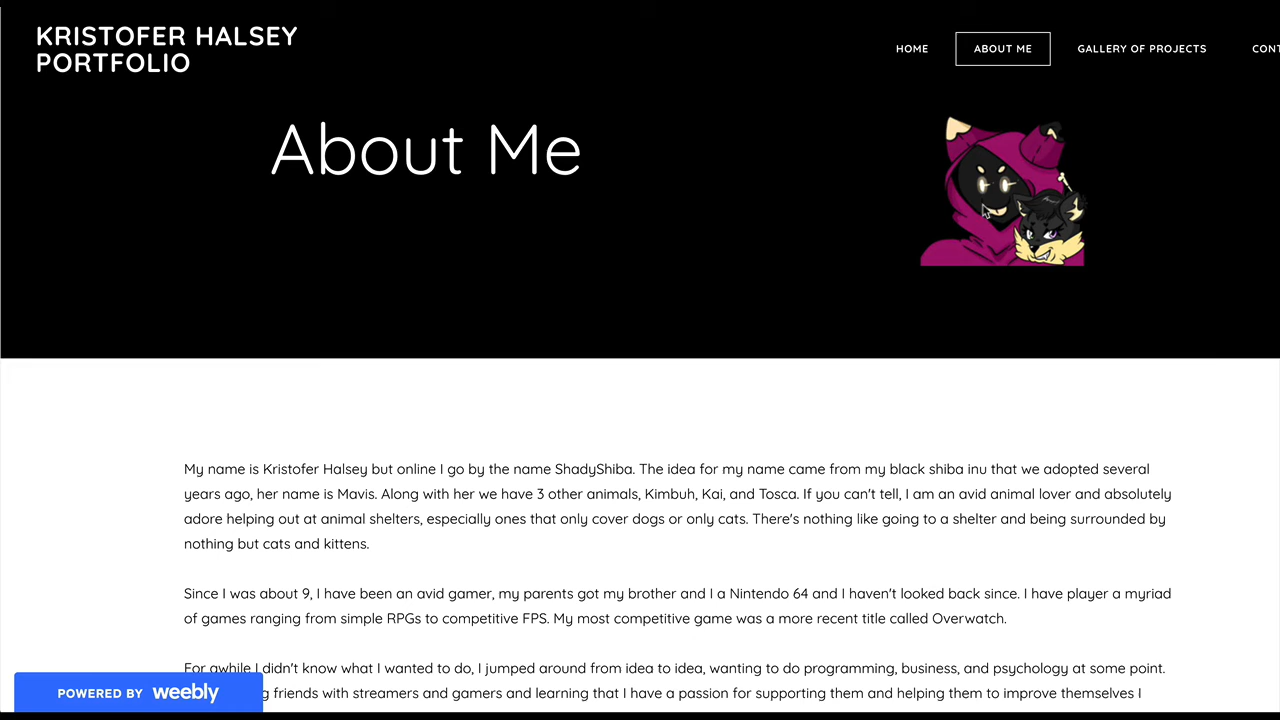 KRISTOFER HALSEY
PORTFOLIO
HOME
ABOUT ME
GALLERY OF PROJECTS
About Me
My name is Kristofer Halsey but online I go by the name ShadyShiba. The idea for my name came from my black shiba inu that we adopted several
years ago, her name is Mavis. Along with her we have 3 other animals, Kimbuh, Kai, and Tosca. If you can't tell, I am an avid animal lover and absolutely
adore helping out at animal shelters, especially ones that only cover dogs or only cats. There's nothing like going to a shelter and being surrounded by
nothing but cats and kittens.
Since I was about 9, I have been an avid gamer, my parents got my brother and I a Nintendo 64 and I haven't looked back since. I have player a myriad
of games ranging from simple RPGs to competitive FPS. My most competitive game was a more recent title called Overwatch.
For awhile I didn't know what I wanted to do, I jumped around from idea to idea, wanting to do programming, business, and psychology at some point.
friends with streamers and gamers and learning that I have a passion for supporting them and helping them to improve themselves I
POWERED BY weebly